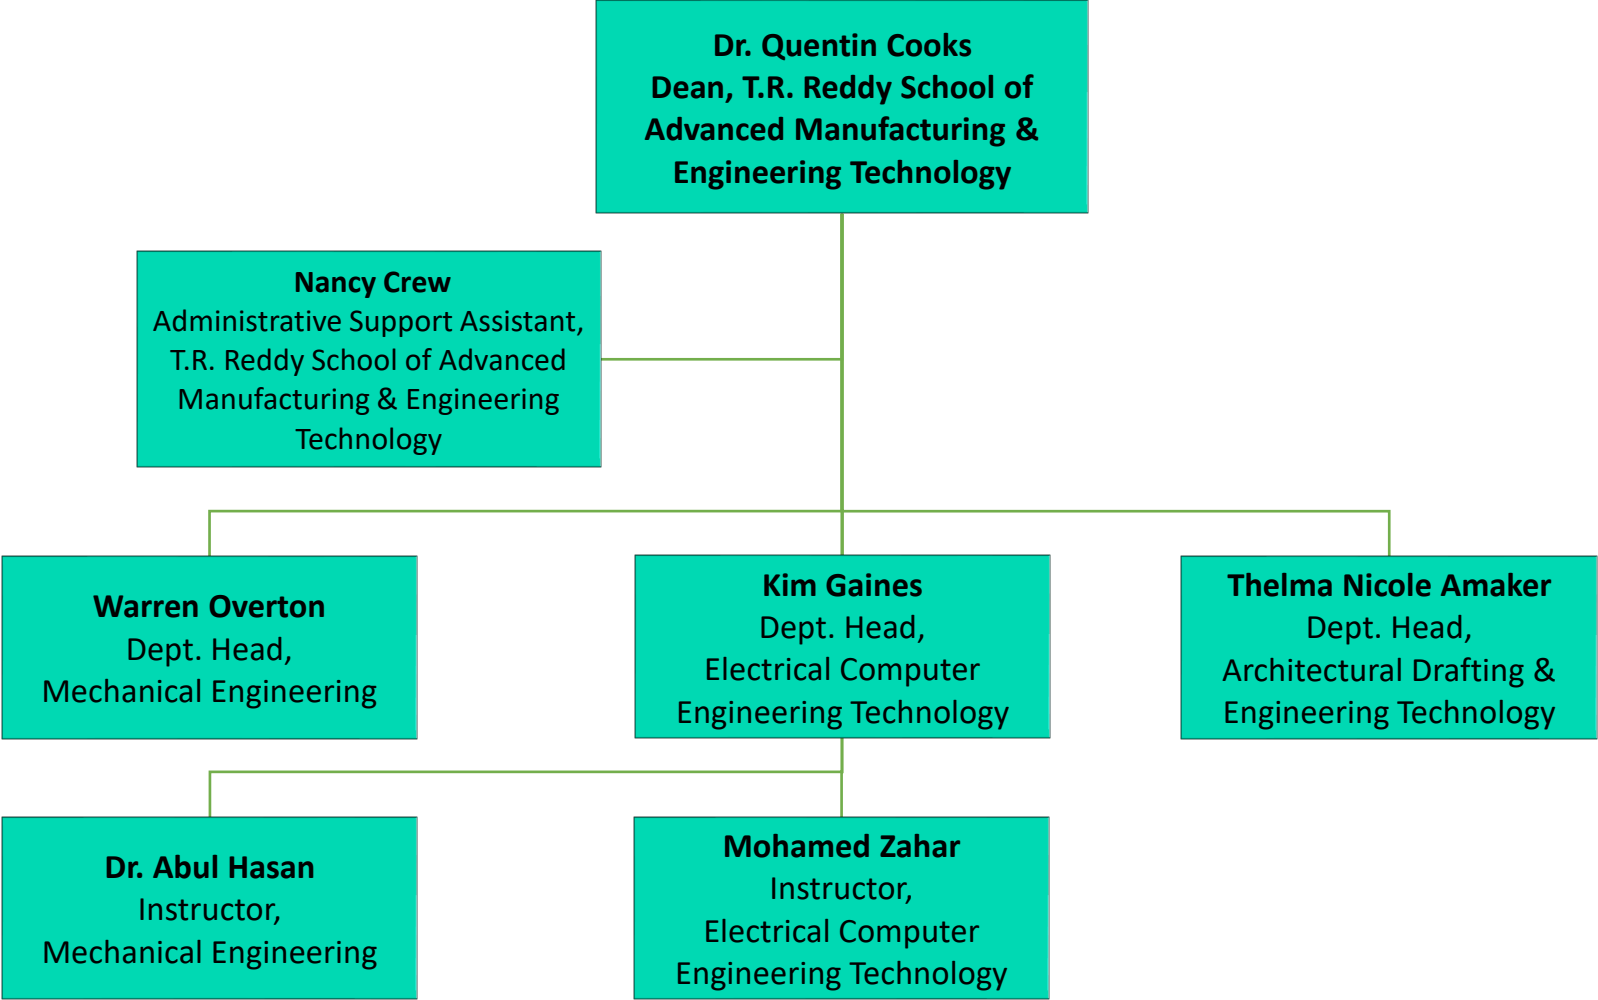 Dr. Quentin Cooks
Dean, T.R. Reddy School of
Advanced Manufacturing &
Engineering Technology
Nancy Crew
Administrative Support Assistant,
T.R. Reddy School of Advanced
Manufacturing & Engineering
Technology
Warren Overton
Dept. Head,
Mechanical Engineering
Kim Gaines
Dept. Head,
Electrical Computer
Engineering Technology
Thelma Nicole Amaker
Dept. Head,
Architectural Drafting &
Engineering Technology
Dr. Abul Hasan
Instructor,
Mechanical Engineering
Mohamed Zahar
Instructor,
Electrical Computer
Engineering Technology